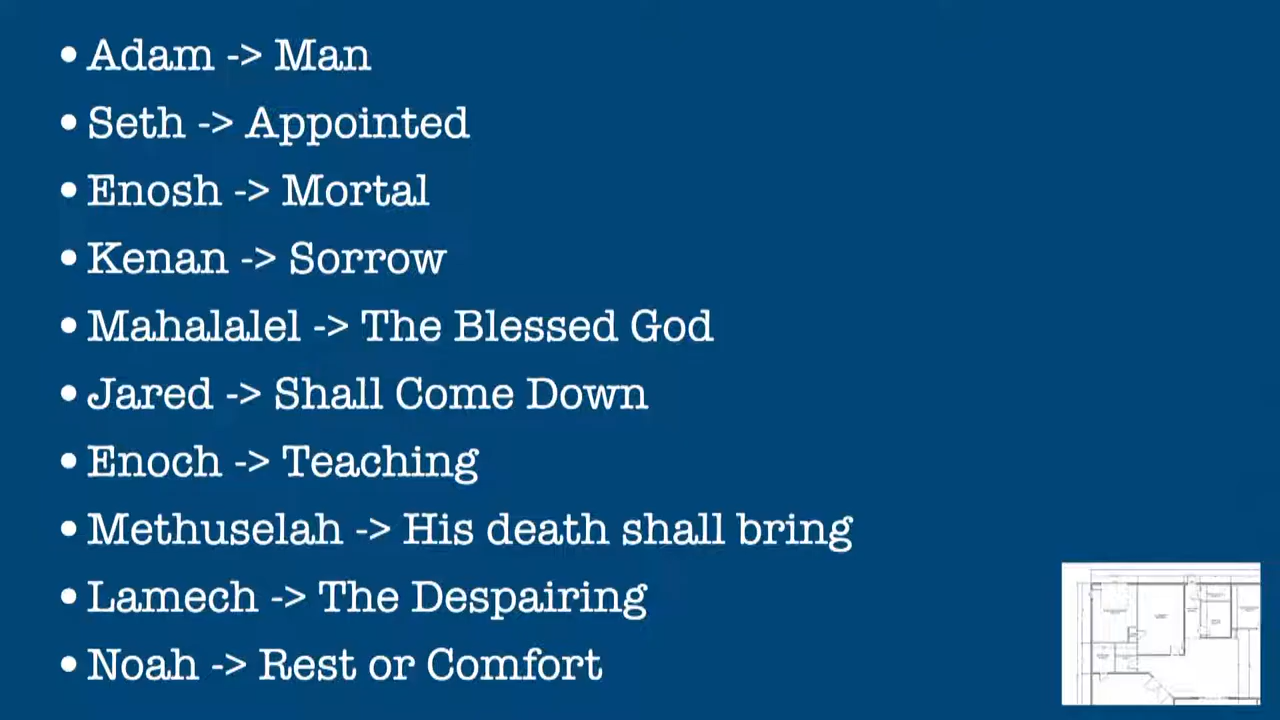 • Adam -> Man
• Seth -> Appointed
• Enosh -> Mortal
• Kenan -> Sorrow
• Mahalalel -> The Blessed God
• Jared -> Shall Come Down
• Enoch -> Teaching
• Methuselah -> His death shall bring
• Lamech -> The Despairing
• Noah -> Rest or Comfort